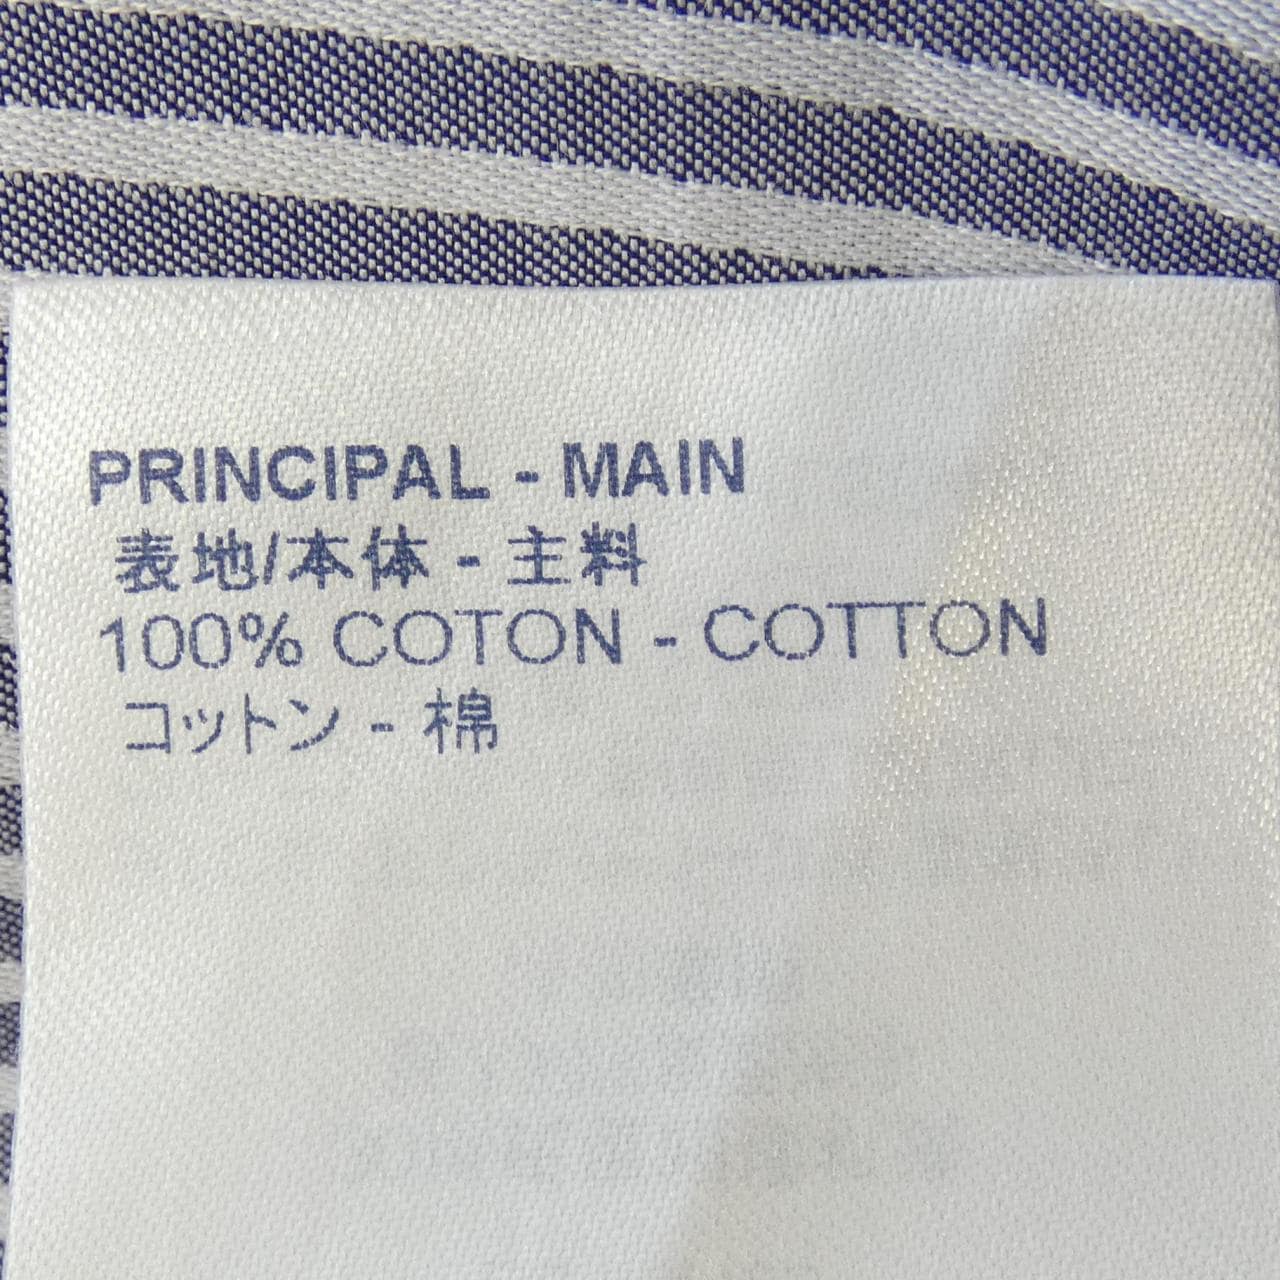 PRINCIPAL - MAIN
表地/本体 - 主料
100% COTON - COTTON
コットン - 棉